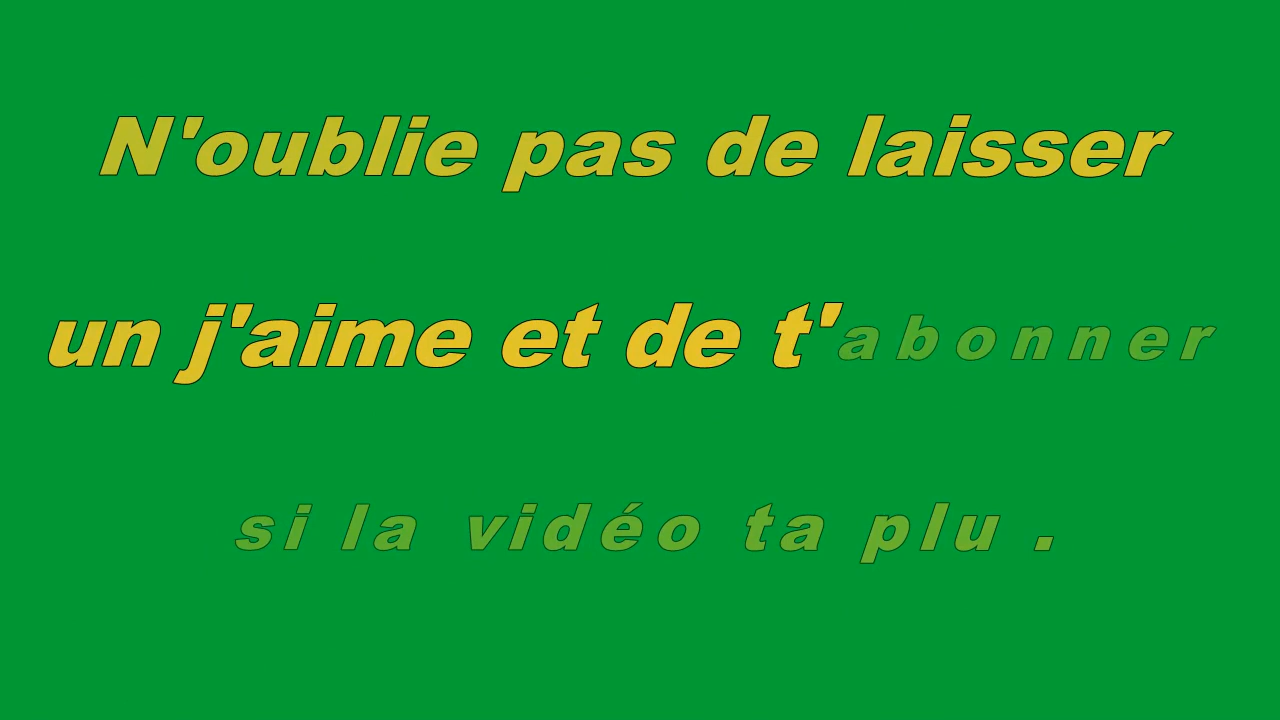 N'oublie pas de laisser
un j'aime et de t'abonner
si la vidéo ta plu .